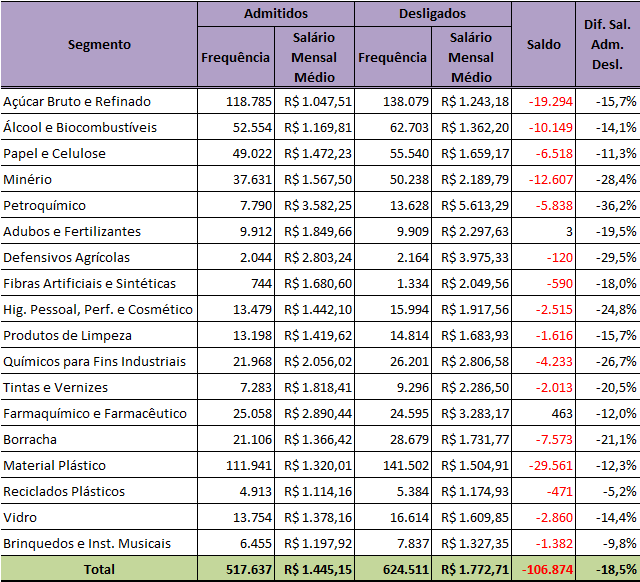 Segmento Admitidos Desligados Saldo Dif. Sal. Adm. Desl.
Frequência Salário Mensal Médio Frequência Salário Mensal Médio
Açúcar Bruto e Refinado 118.785 R$ 1.047,51 138.079 R$ 1.243,18 -19.294 -15,7%
Álcool e Biocombustíveis 52.554 R$ 1.169,81 62.703 R$ 1.362,20 -10.149 -14,1%
Papel e Celulose 49.022 R$ 1.472,23 55.540 R$ 1.659,17 -6.518 -11,3%
Minério 37.631 R$ 1.567,50 50.238 R$ 2.189,79 -12.607 -28,4%
Petroquímico 7.790 R$ 3.582,25 13.628 R$ 5.613,29 -5.838 -36,2%
Adubos e Fertilizantes 9.912 R$ 1.849,66 9.909 R$ 2.297,63 3 -19,5%
Defensivos Agrícolas 2.044 R$ 2.803,24 2.164 R$ 3.975,33 -120 -29,5%
Fibras Artificiais e Sintéticas 744 R$ 1.680,60 1.334 R$ 2.049,56 -590 -18,0%
Hig. Pessoal, Perf. e Cosmético 13.479 R$ 1.442,10 15.994 R$ 1.917,56 -2.515 -24,8%
Produtos de Limpeza 13.198 R$ 1.419,62 14.814 R$ 1.683,93 -1.616 -15,7%
Químicos para Fins Industriais 21.968 R$ 2.056,02 26.201 R$ 2.806,58 -4.233 -26,7%
Tintas e Vernizes 7.283 R$ 1.818,41 9.296 R$ 2.286,50 -2.013 -20,5%
Farmaquímico e Farmacêutico 25.058 R$ 2.890,44 24.595 R$ 3.283,17 463 -12,0%
Borracha 21.106 R$ 1.366,42 28.679 R$ 1.731,77 -7.573 -21,1%
Material Plástico 111.941 R$ 1.320,01 141.502 R$ 1.504,91 -29.561 -12,3%
Reciclados Plásticos 4.913 R$ 1.114,16 5.384 R$ 1.174,93 -471 -5,2%
Vidro 13.754 R$ 1.378,16 16.614 R$ 1.609,85 -2.860 -14,4%
Brinquedos e Inst. Musicais 6.455 R$ 1.197,92 7.837 R$ 1.327,35 -1.382 -9,8%
Total 517.637 R$ 1.445,15 624.511 R$ 1.772,71 -106.874 -18,5%